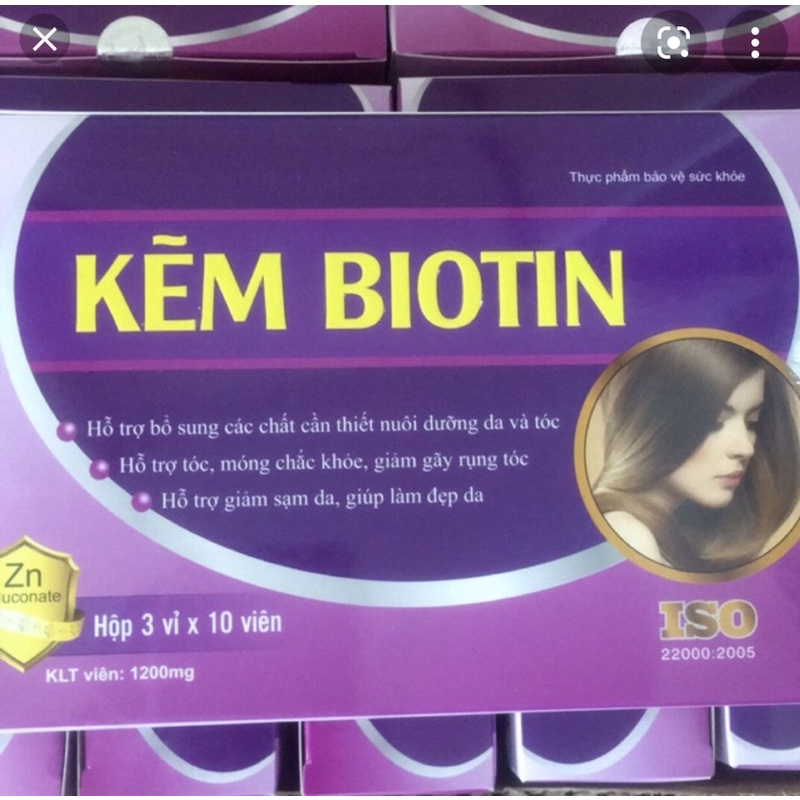 Thực phẩm bảo vệ sức khỏe
KẼM BIOTIN
Hỗ trợ bổ sung các chất cần thiết nuôi dưỡng da và tóc
Hỗ trợ tóc, móng chắc khỏe, giảm gãy rụng tóc
Hỗ trợ giảm sạm da, giúp làm đẹp da
Zn
uconate
Hộp 3 vỉ x 10 viên
KLT viên: 1200mg
ISO
22000:2005